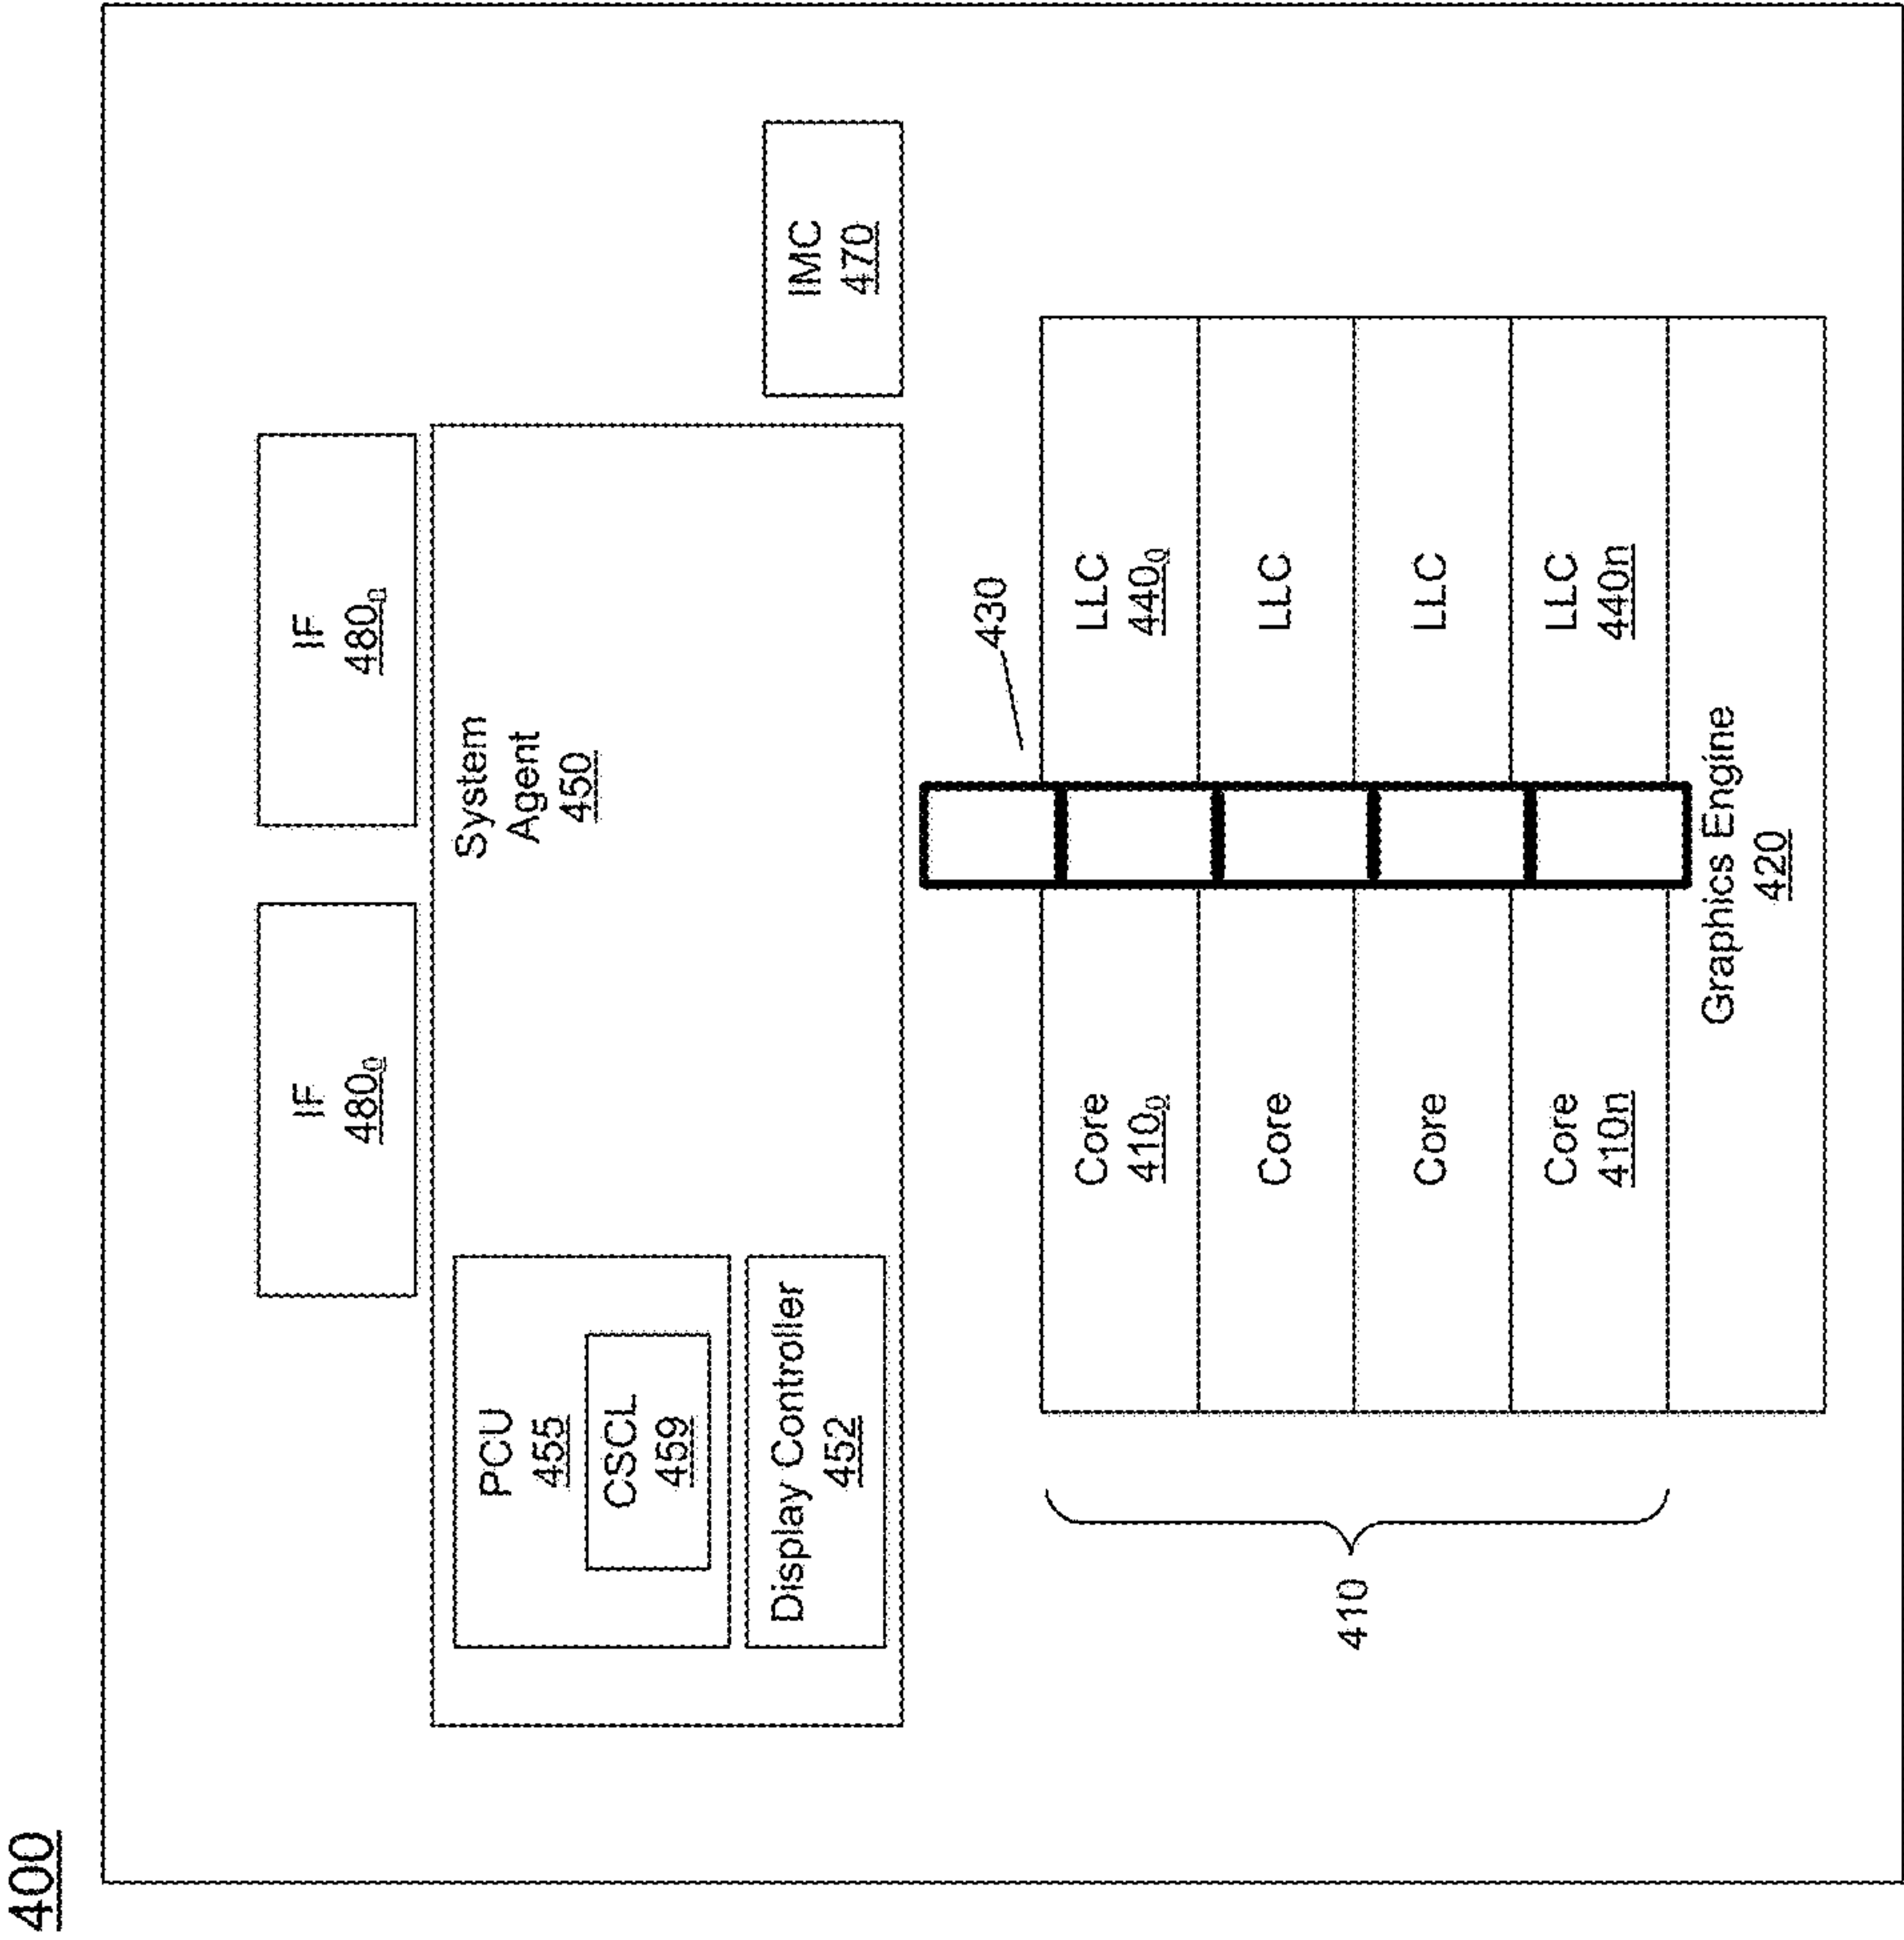 400
IF
480₀
IF
480ₙ
System
Agent
450
PCU
455
CSCL
459
Display Controller
452
IMC
470
430
Core
410₀
LLC
440₀
Core
LLC
Core
LLC
Core
410n
LLC
440n
410
Graphics Engine
420